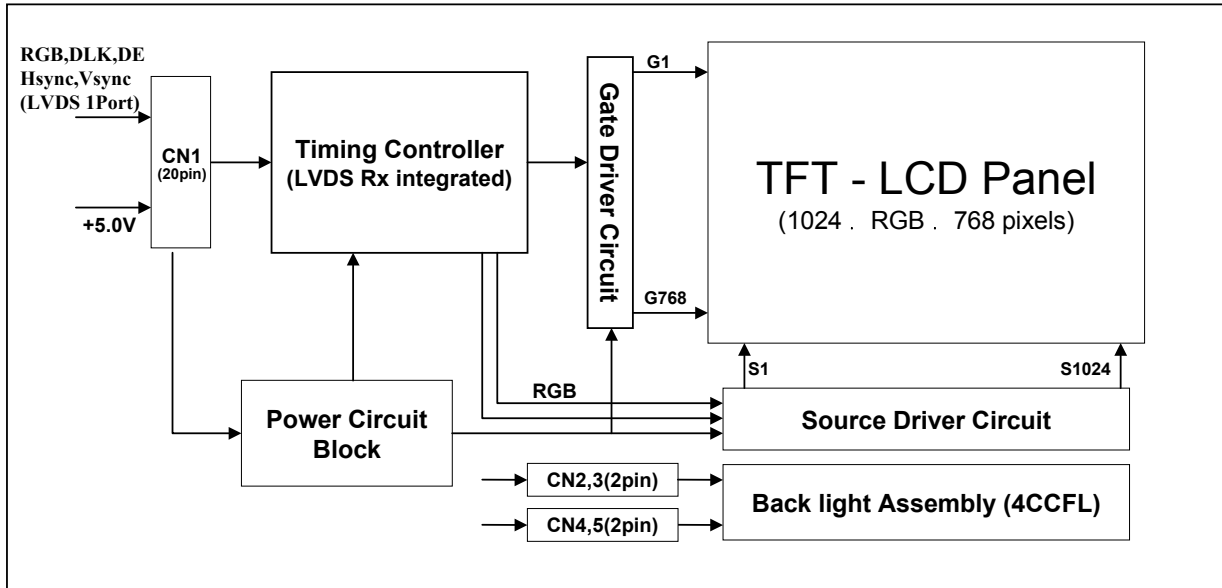 RGB,DLK,DE
Hsync,Vsync
(LVDS 1Port)
+5.0V
CN1
(20pin)
Timing Controller
(LVDS Rx integrated)
Gate Driver Circuit
G1
G768
TFT - LCD Panel
(1024 . RGB . 768 pixels)
S1
S1024
Power Circuit
Block
RGB
Source Driver Circuit
CN2,3(2pin)
CN4,5(2pin)
Back light Assembly (4CCFL)